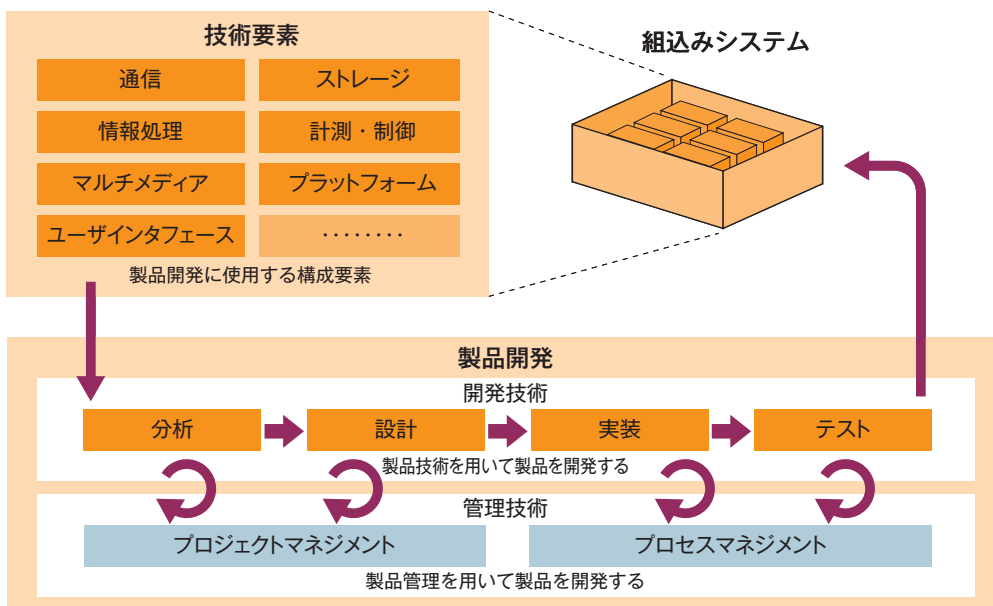 技術要素
通信
ストレージ
情報処理
計測・制御
マルチメディア
プラットフォーム
ユーザインタフェース
········
製品開発に使用する構成要素
組込みシステム
製品開発
開発技術
分析
設計
実装
テスト
製品技術を用いて製品を開発する
管理技術
プロジェクトマネジメント
プロセスマネジメント
製品管理を用いて製品を開発する